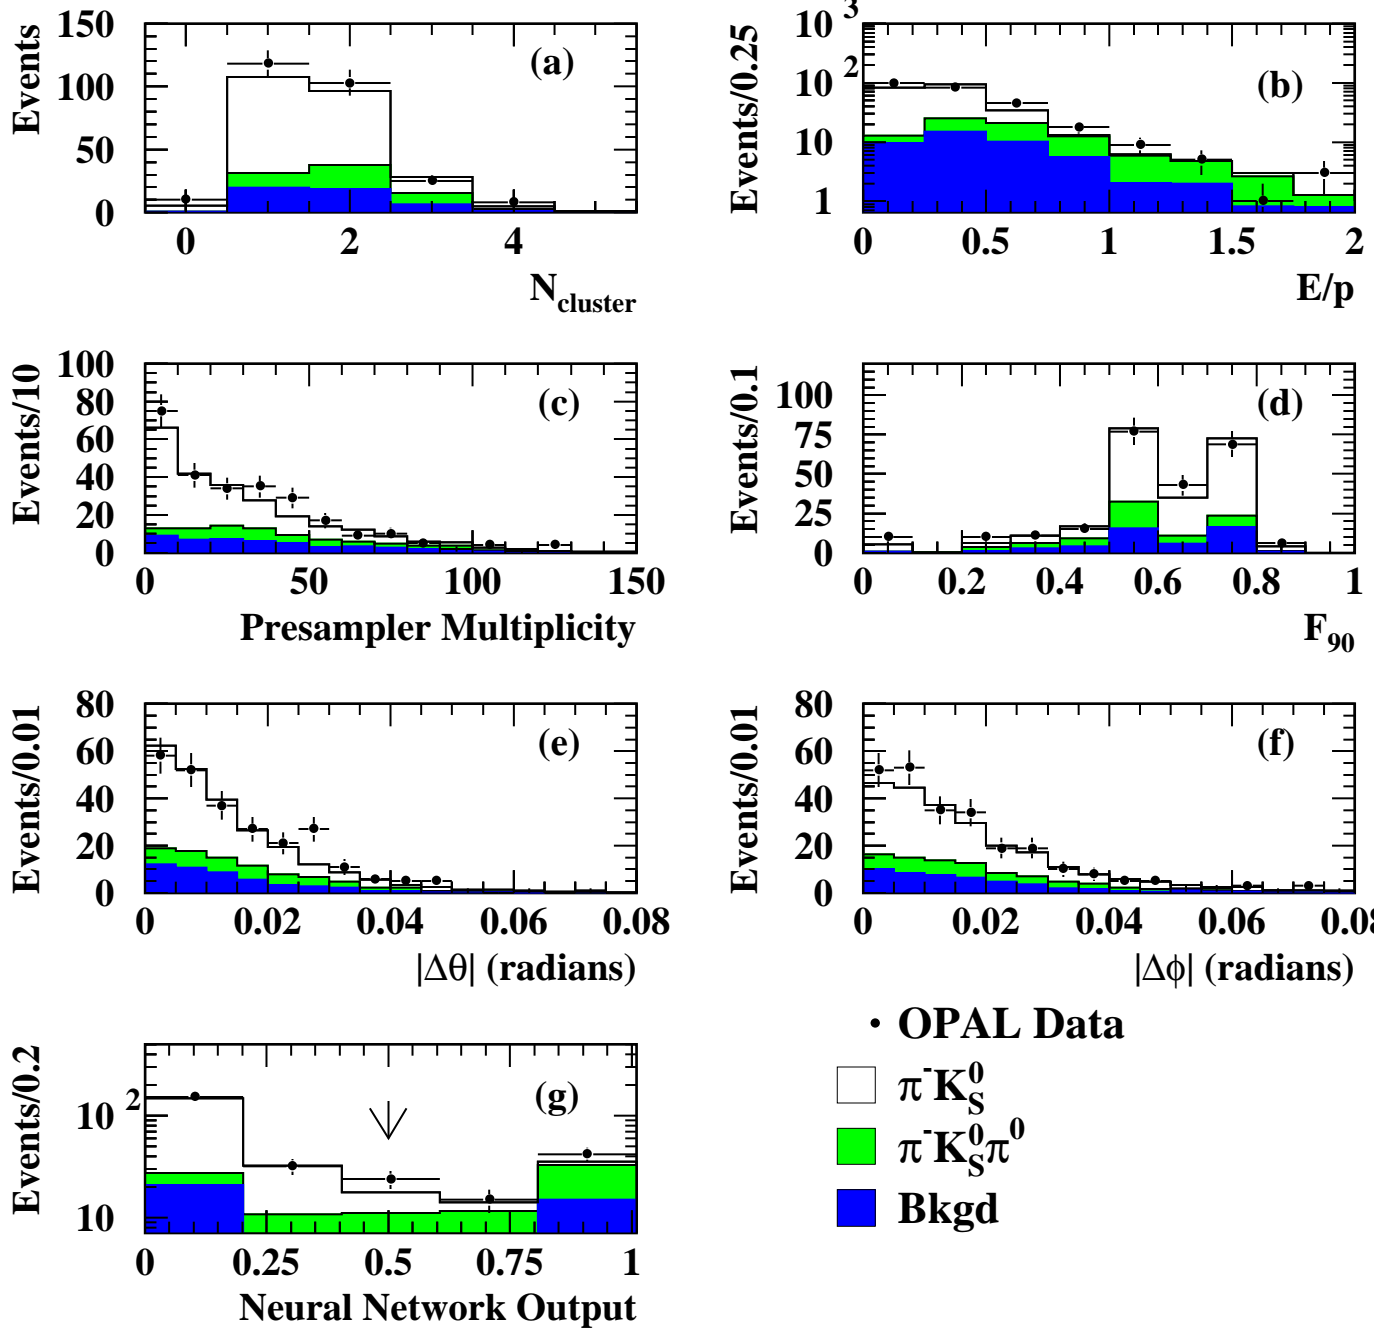 Events
150
100
50
0
(a)
0 2 4
N_cluster
Events/0.25
10^3
10^2
10
1
(b)
0 0.5 1 1.5 2
E/p
Events/10
100
80
60
40
20
0
(c)
0 50 100 150
Presampler Multiplicity
Events/0.1
100
75
50
25
0
(d)
0 0.2 0.4 0.6 0.8 1
F_90
Events/0.01
80
60
40
20
0
(e)
0 0.02 0.04 0.06 0.08
|Δθ| (radians)
Events/0.01
80
60
40
20
0
(f)
0 0.02 0.04 0.06 0.08
|Δϕ| (radians)
Events/0.2
10^2
10
(g)
0 0.25 0.5 0.75 1
Neural Network Output
OPAL Data
π⁻K⁰_S
π⁻K⁰_Sπ⁰
Bkgd